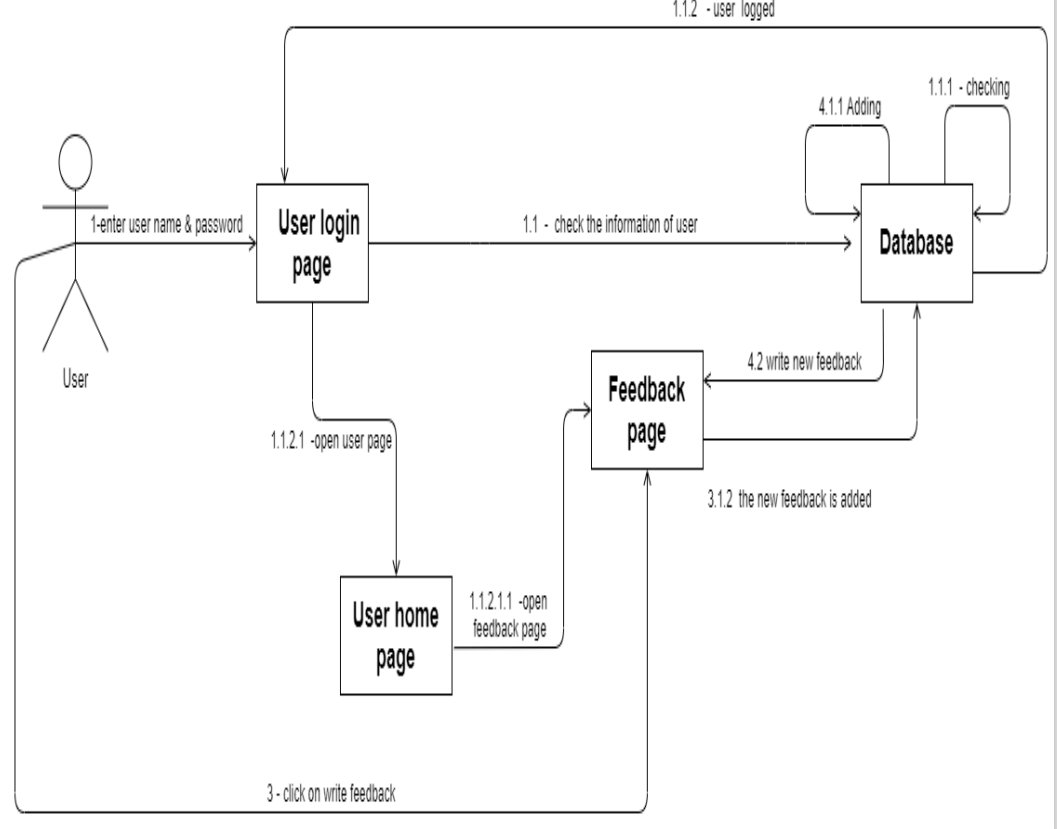 1.1.2 - user logged
4.1.1 Adding
1.1.1 - checking
1-enter user name & password
User login
page
1.1 - check the information of user
Database
User
4.2 write new feedback
Feedback
page
1.1.2.1 -open user page
3.1.2 the new feedback is added
User home
page
1.1.2.1.1 -open
feedback page
3 - click on write feedback